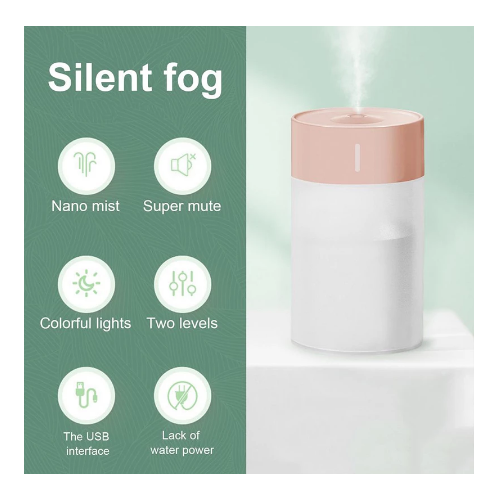 Silent fog
Nano mist
Super mute
Colorful lights
Two levels
The USB
interface
Lack of
water power